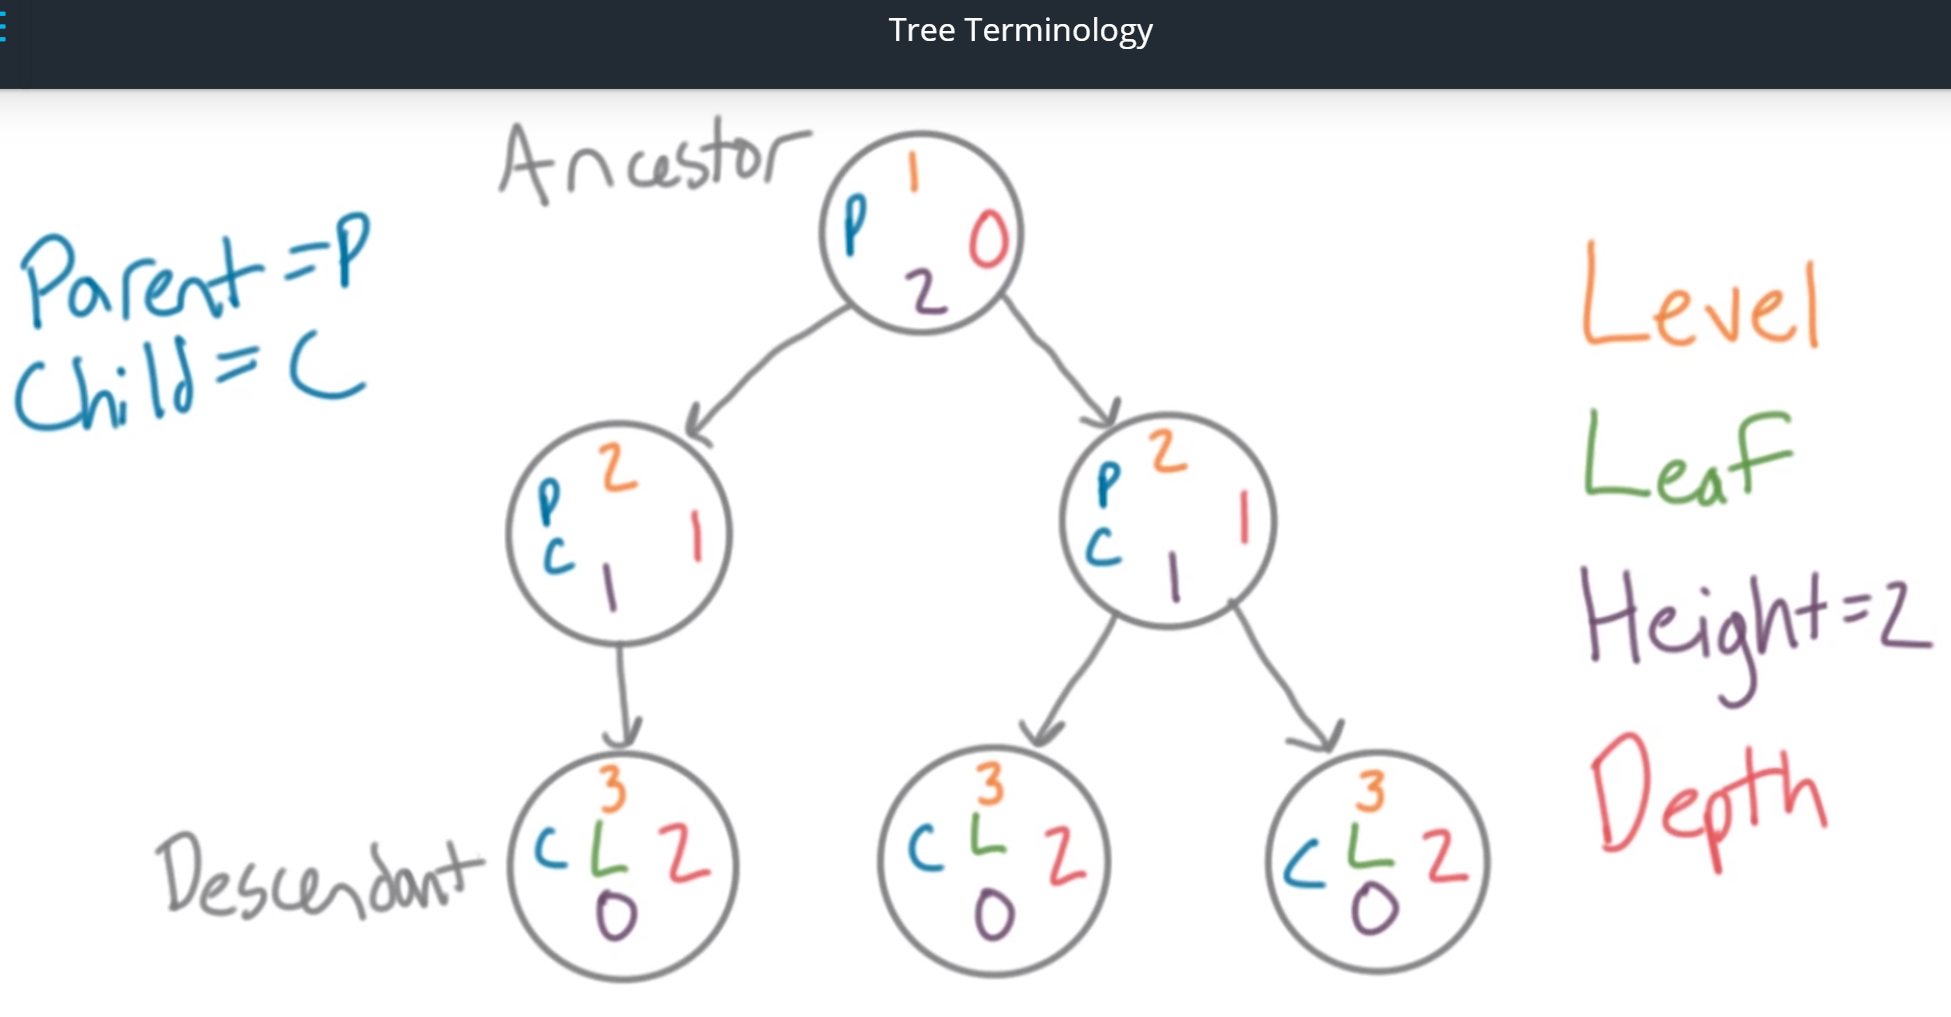 Tree Terminology
Ancestor
Parent = P
Child = C
1
P 0
2
Level
Leaf
Height = 2
Depth
2
P 1
C
1
2
P 1
C
1
Descendant
3
C L 2
0
3
C L 2
0
3
C L 2
0